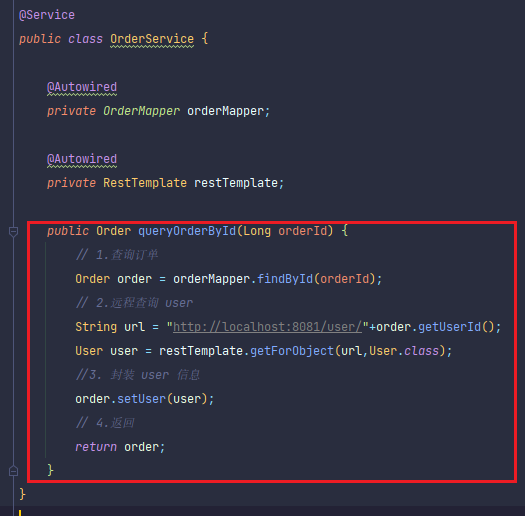 @Service
public class OrderService {
@Autowired
private OrderMapper orderMapper;
@Autowired
private RestTemplate restTemplate;
public Order queryOrderById(Long orderId) {
// 1.查询订单
Order order = orderMapper.findById(orderId);
// 2.远程查询 user
String url = "http://localhost:8081/user/"+order.getUserId();
User user = restTemplate.getForObject(url,User.class);
//3. 封装 user 信息
order.setUser(user);
// 4.返回
return order;
}
}